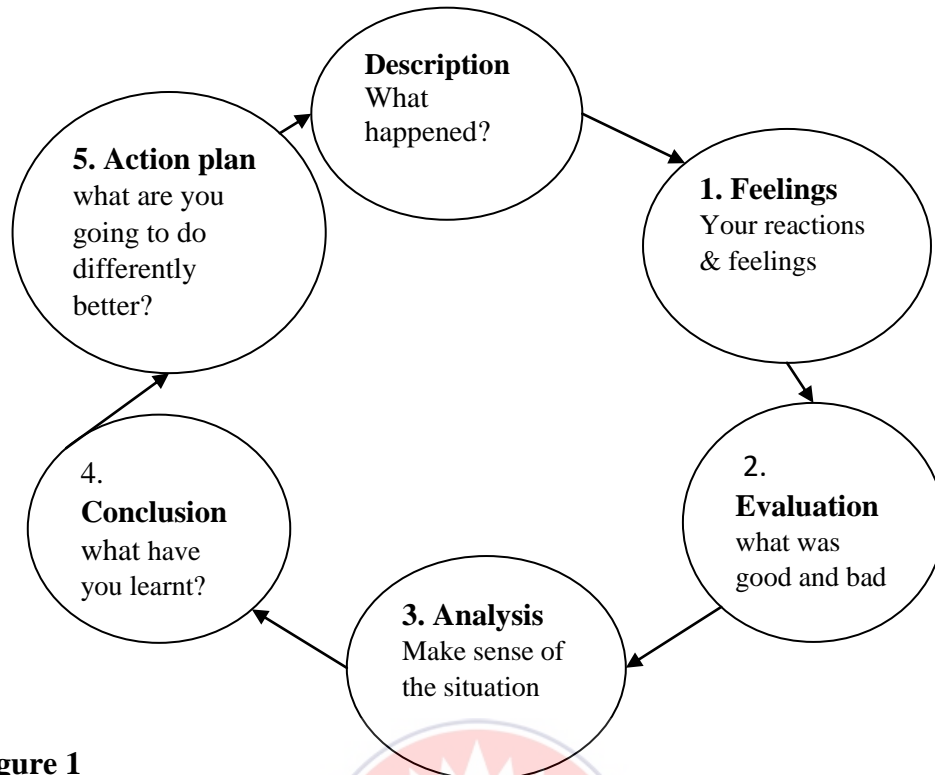 Description
What
happened?
1. Feelings
Your reactions
& feelings
2.
Evaluation
what was
good and bad
3. Analysis
Make sense of
the situation
4.
Conclusion
what have
you learnt?
5. Action plan
what are you
going to do
differently
better?
gure 1